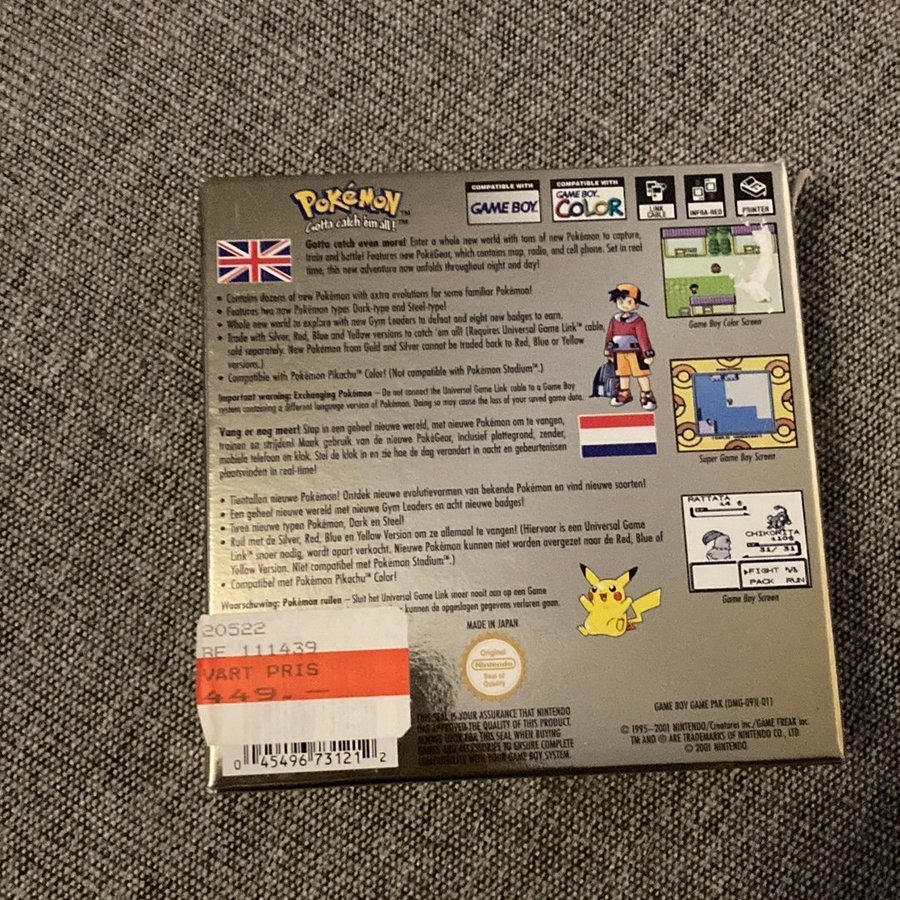 POKéMON™
Gotta catch 'em all!™
COMPATIBLE WITH
GAME BOY
COMPATIBLE WITH
GAME BOY
COLOR
LINK
CABLE
INFRA-RED
PRINTER
Gotta catch even more! Enter a whole new world with tons of new Pokémon to capture,
train and battle! Features new PokéGear, which contains map, radio, and cell phone. Set in real
time, this new adventure now unfolds throughout night and day!
• Contains dozens of new Pokémon with extra evolutions for some familiar Pokémon!
• Features two new Pokémon types Dark-type and Steel-type!
• Whole new world to explore with new Gym Leaders to defeat and eight new badges to earn.
• Trade with Silver, Red, Blue and Yellow versions to catch 'em all! (Requires Universal Game Link™ cable,
sold separately. New Pokémon from Gold and Silver cannot be traded back to Red, Blue or Yellow
versions.)
• Compatible with Pokémon Pikachu™ Color! (Not compatible with Pokémon Stadium™.)
Important warning: Exchanging Pokémon – Do not connect the Universal Game Link cable to a Game Boy
system containing a different language version of Pokémon. Doing so may cause the loss of your saved game data.
Game Boy Color Screen
Vang er nog meer! Stap in een geheel nieuwe wereld, met nieuwe Pokémon om te vangen,
trainen en strijden! Maak gebruik van de nieuwe PokéGear, inclusief plattegrond, zender,
mobiele telefoon en klok. Stel de klok in en zie hoe de dag verandert in nacht en gebeurtenissen
plaatsvinden in real-time!
Super Game Boy Screen
• Tientallen nieuwe Pokémon! Ontdek nieuwe evolutievormen van bekende Pokémon en vind nieuwe soorten!
• Een geheel nieuwe wereld met nieuwe Gym Leaders en acht nieuwe badges!
• Twee nieuwe typen Pokémon, Dark en Steel!
• Ruil met de Silver, Red, Blue en Yellow Version om ze allemaal te vangen! (Hiervoor is een Universal Game
Link™ snoer nodig, wordt apart verkocht. Nieuwe Pokémon kunnen niet worden overgezet naar de Red, Blue of
Yellow Version. Niet compatibel met Pokémon Stadium™.)
• Compatibel met Pokémon Pikachu™ Color!
Waarschuwing: Pokémon ruilen – Sluit het Universal Game Link snoer nooit aan op een Game
kunnen de opgeslagen gegevens verloren gaan.
RATTATA
CHIKORITA
31/ 31
FIGHT
PACK RUN
Game Boy Screen
MADE IN JAPAN
Original
Nintendo
Seal of
Quality
20522
RE 111439
VART PRIS
449.—
THIS SEAL IS YOUR ASSURANCE THAT NINTENDO
HAS APPROVED THE QUALITY OF THIS PRODUCT.
ALWAYS LOOK FOR THIS SEAL WHEN BUYING
GAMES AND ACCESSORIES TO ENSURE COMPLETE
COMPATIBILITY WITH YOUR GAME BOY SYSTEM.
GAME BOY GAME PAK (DMG-09)(-01)
© 1995–2001 NINTENDO/Creatures inc./GAME FREAK inc.
TM AND ® ARE TRADEMARKS OF NINTENDO CO., LTD.
© 2001 NINTENDO.
0 45496 73121 2